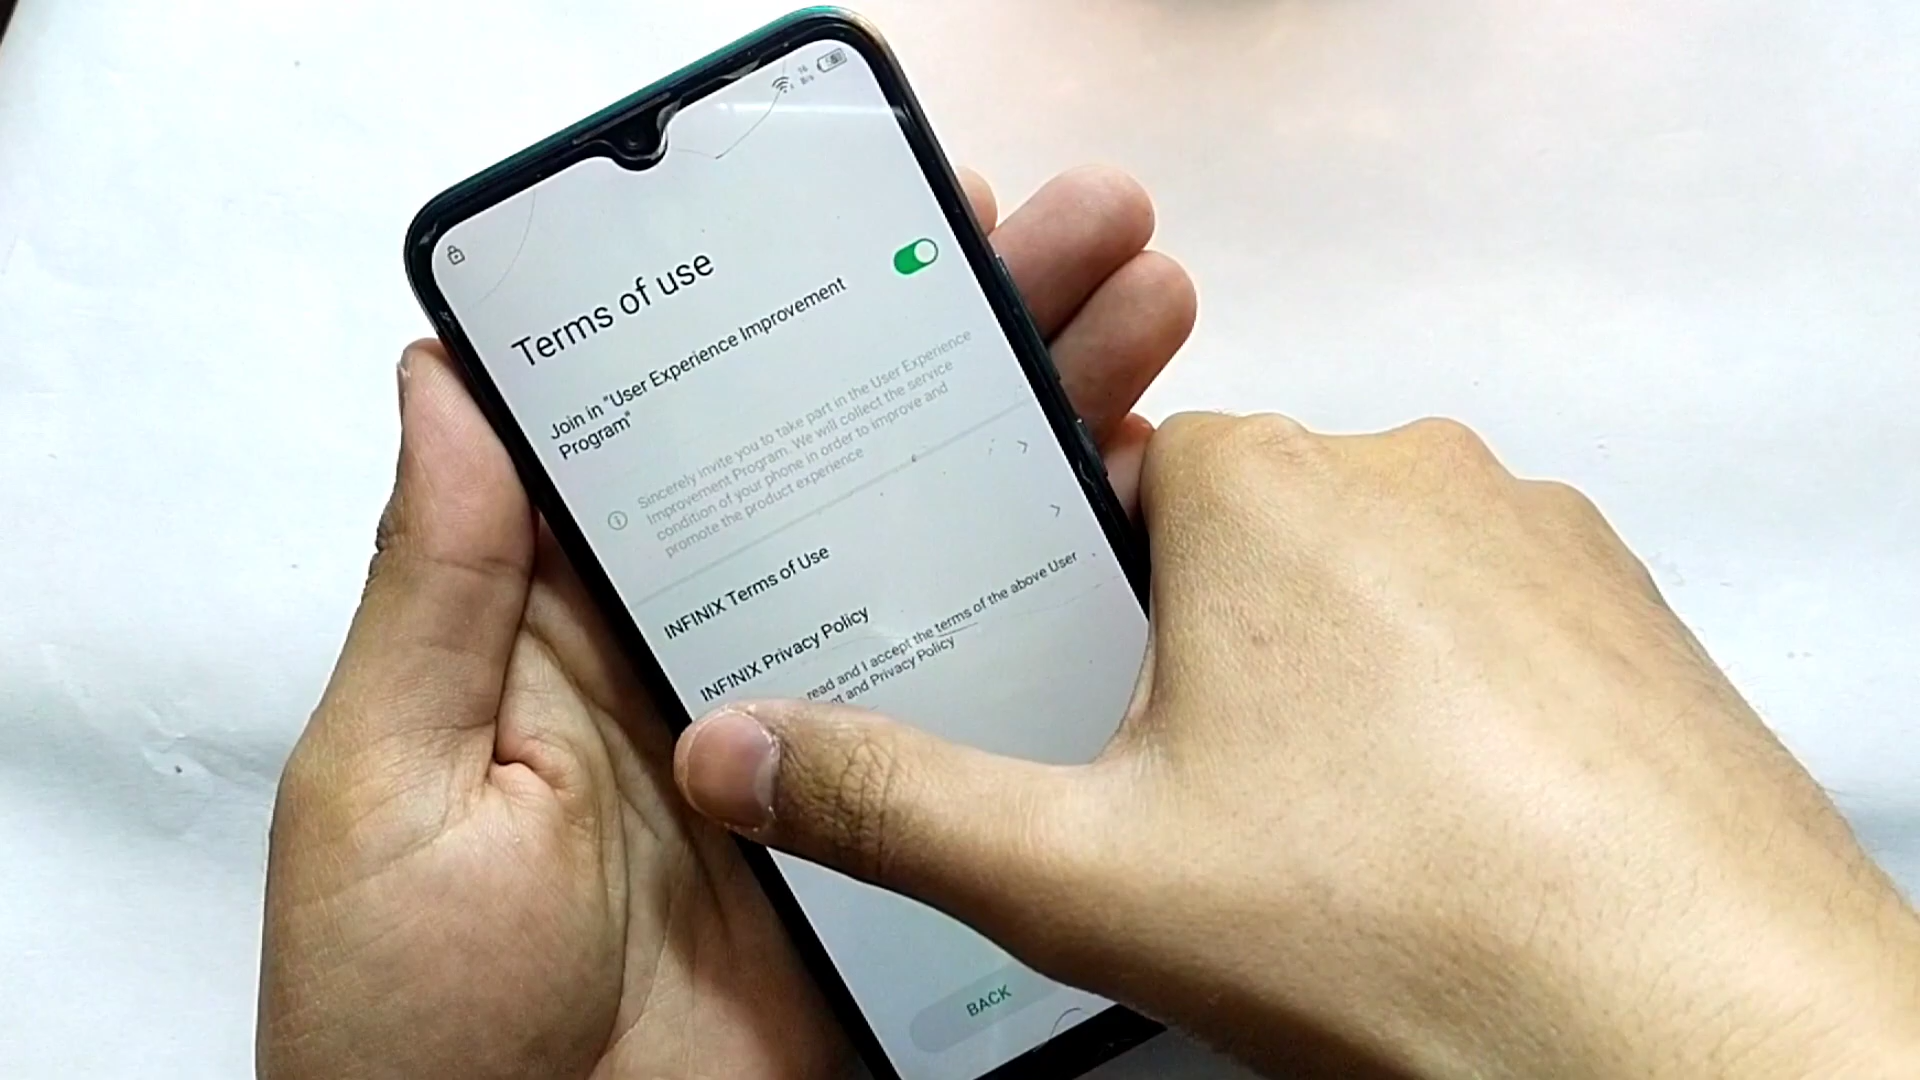 16
B/s
Terms of use
Join in "User Experience Improvement
Program"
Sincerely invite you to take part in the User Experience
Improvement Program. We will collect the service
condition of your phone in order to improve and
promote the product experience
INFINIX Terms of Use
INFINIX Privacy Policy
read and I accept the terms of the above User
and Privacy Policy
BACK